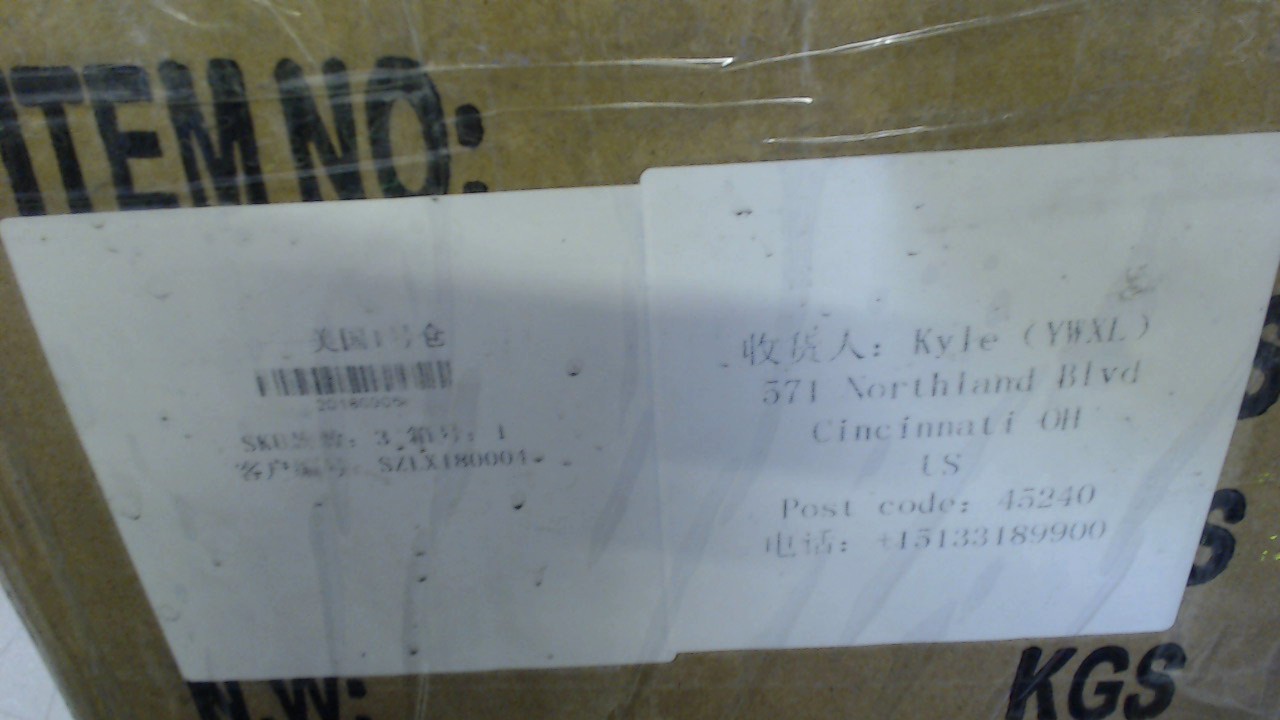 ITEM NO:
美国1号仓
20180905
SKU总数: 3 箱号: 1
客户编号: SZLX180004
收货人: Kyle (YWXL)
571 Northland Blvd
Cincinnati OH
US
Post code: 45240
电话: +15133189900
N.W:
KGS